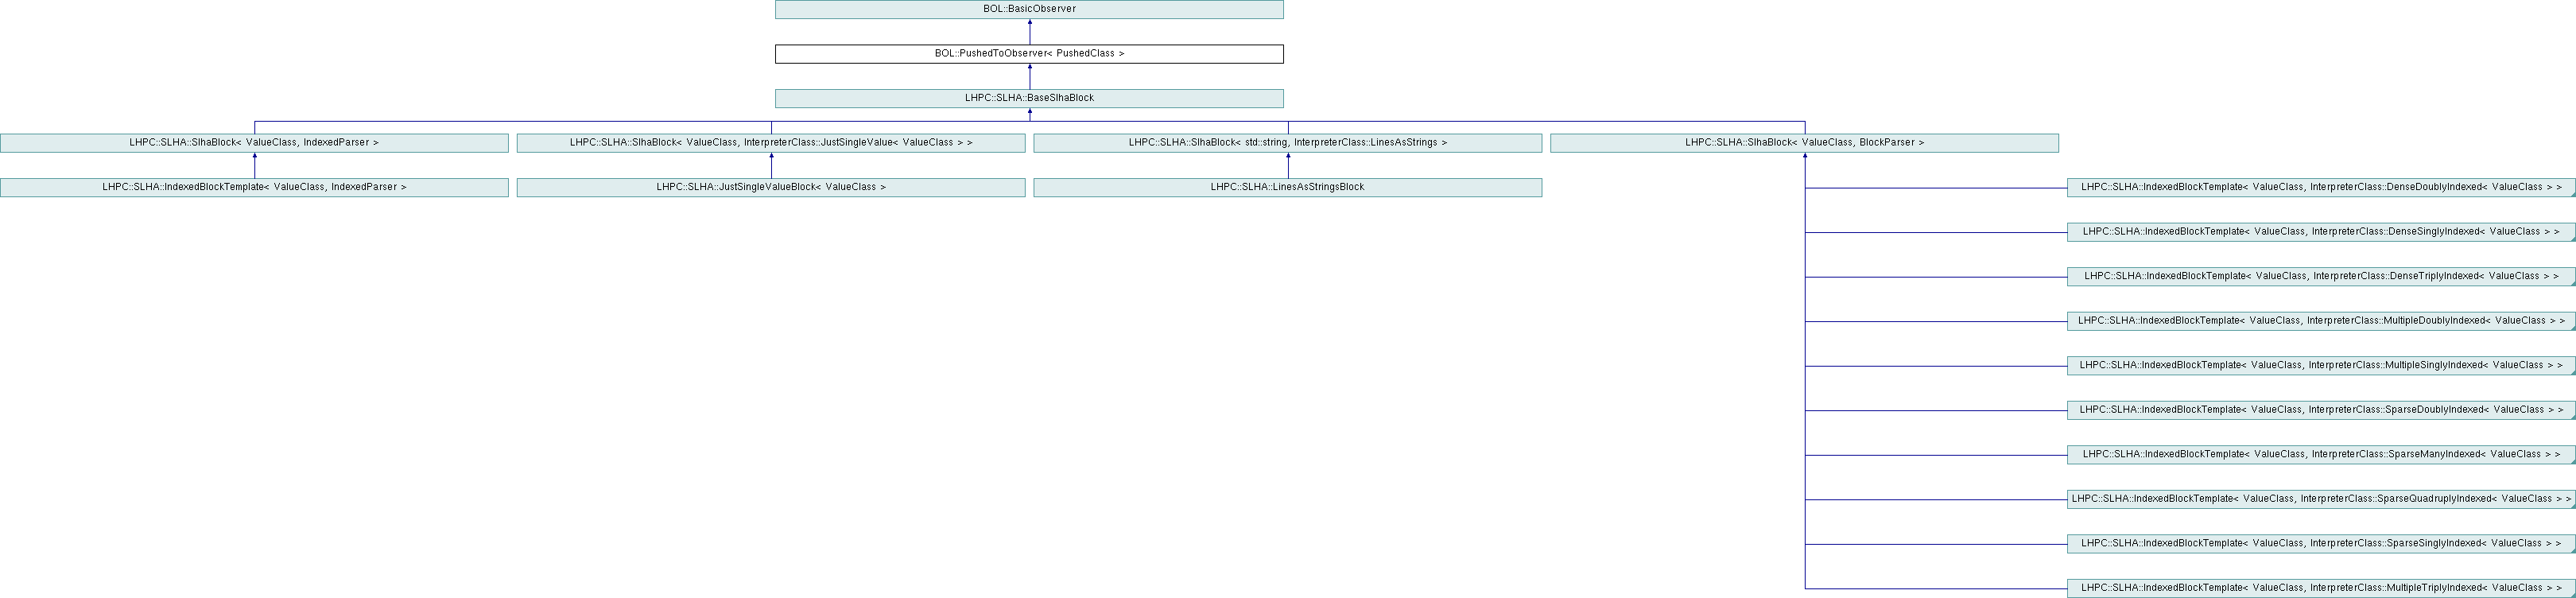 BOL::BasicObserver
BOL::PushedToObserver< PushedClass >
LHPC::SLHA::BaseSlhaBlock
LHPC::SLHA::SlhaBlock< ValueClass, IndexedParser >
LHPC::SLHA::SlhaBlock< ValueClass, InterpreterClass::JustSingleValue< ValueClass > >
LHPC::SLHA::SlhaBlock< std::string, InterpreterClass::LinesAsStrings >
LHPC::SLHA::SlhaBlock< ValueClass, BlockParser >
LHPC::SLHA::IndexedBlockTemplate< ValueClass, IndexedParser >
LHPC::SLHA::JustSingleValueBlock< ValueClass >
LHPC::SLHA::LinesAsStringsBlock
LHPC::SLHA::IndexedBlockTemplate< ValueClass, InterpreterClass::DenseDoublyIndexed< ValueClass > >
LHPC::SLHA::IndexedBlockTemplate< ValueClass, InterpreterClass::DenseSinglyIndexed< ValueClass > >
LHPC::SLHA::IndexedBlockTemplate< ValueClass, InterpreterClass::DenseTriplyIndexed< ValueClass > >
LHPC::SLHA::IndexedBlockTemplate< ValueClass, InterpreterClass::MultipleDoublyIndexed< ValueClass > >
LHPC::SLHA::IndexedBlockTemplate< ValueClass, InterpreterClass::MultipleSinglyIndexed< ValueClass > >
LHPC::SLHA::IndexedBlockTemplate< ValueClass, InterpreterClass::SparseDoublyIndexed< ValueClass > >
LHPC::SLHA::IndexedBlockTemplate< ValueClass, InterpreterClass::SparseManyIndexed< ValueClass > >
LHPC::SLHA::IndexedBlockTemplate< ValueClass, InterpreterClass::SparseQuadruplyIndexed< ValueClass > >
LHPC::SLHA::IndexedBlockTemplate< ValueClass, InterpreterClass::SparseSinglyIndexed< ValueClass > >
LHPC::SLHA::IndexedBlockTemplate< ValueClass, InterpreterClass::MultipleTriplyIndexed< ValueClass > >